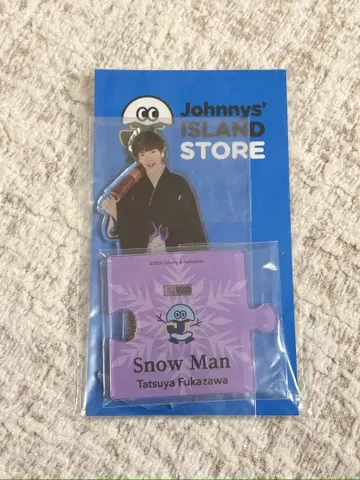 Johnnys'
ISLAND
STORE
Snow Man
Tatsuya Fukazawa